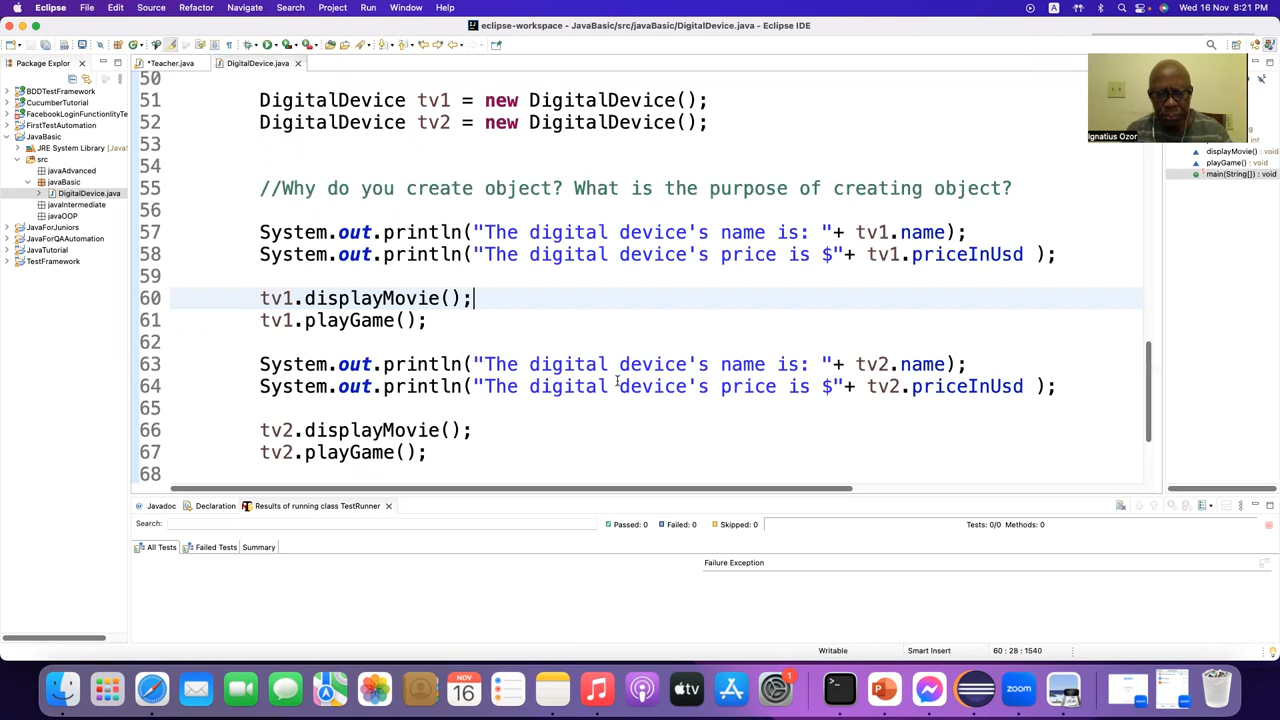 Eclipse File Edit Source Refactor Navigate Search Project Run Window Help
A Wed 16 Nov 8:21 PM
eclipse-workspace - JavaBasic/src/javaBasic/DigitalDevice.java - Eclipse IDE
Package Explor
*Teacher.java
DigitalDevice.java
BDDTestFramework
CucumberTutorial
FacebookLoginFunctionlityTe
FirstTestAutomation
JavaBasic
JRE System Library [Java
src
javaAdvanced
javaBasic
DigitalDevice.java
javaIntermediate
javaOOP
JavaForJuniors
JavaForQAAutomation
JavaTutorial
TestFramework
50
51 DigitalDevice tv1 = new DigitalDevice();
52 DigitalDevice tv2 = new DigitalDevice();
53
54
55 //Why do you create object? What is the purpose of creating object?
56
57 System.out.println("The digital device's name is: "+ tv1.name);
58 System.out.println("The digital device's price is $"+ tv1.priceInUsd );
59
60 tv1.displayMovie();
61 tv1.playGame();
62
63 System.out.println("The digital device's name is: "+ tv2.name);
64 System.out.println("The digital device's price is $"+ tv2.priceInUsd );
65
66 tv2.displayMovie();
67 tv2.playGame();
68
Ignatius Ozor
displayMovie() : void
playGame() : void
main(String[]) : void
Javadoc Declaration Results of running class TestRunner
Search: Passed: 0 Failed: 0 Skipped: 0 Tests: 0/0 Methods: 0
All Tests Failed Tests Summary
Failure Exception
Writable Smart Insert 60 : 28 : 1540
NOV
16
tv
1
zoom